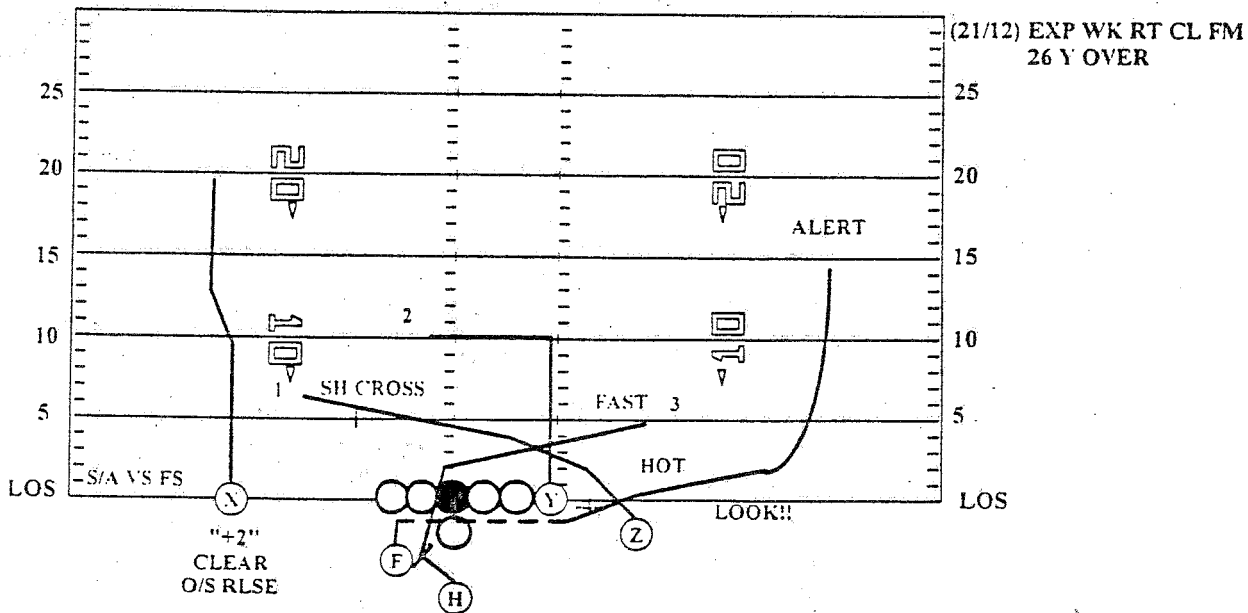 (21/12) EXP WK RT CL FM
26 Y OVER
25
25
20
20
20
20
ALERT
15
15
10
10
2
10
10
1
SH CROSS
FAST 3
5
5
HOT
LOS
S/A VS FS
X
Y
LOS
LOOK!!
Z
"+2"
CLEAR
O/S RLSE
F
H